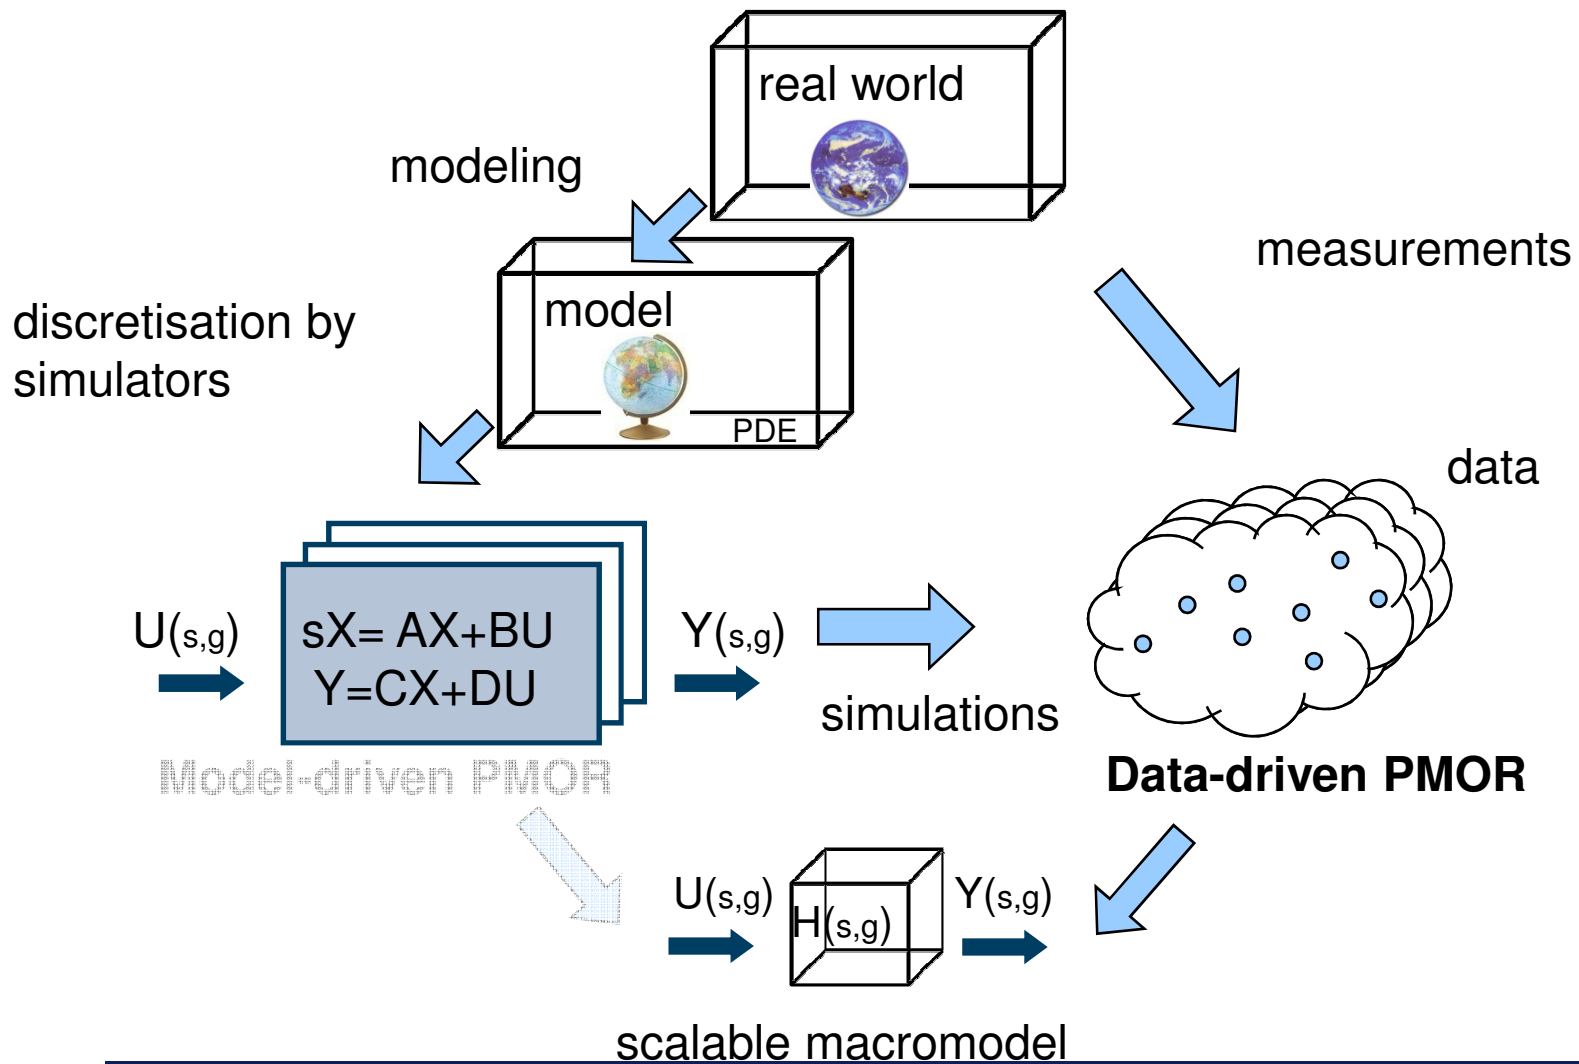 real world
modeling
measurements
discretisation by
simulators
model
PDE
data
U(s,g)
sX= AX+BU
Y=CX+DU
Y(s,g)
simulations
Model-driven PMOR
Data-driven PMOR
U(s,g)
H(s,g)
Y(s,g)
scalable macromodel